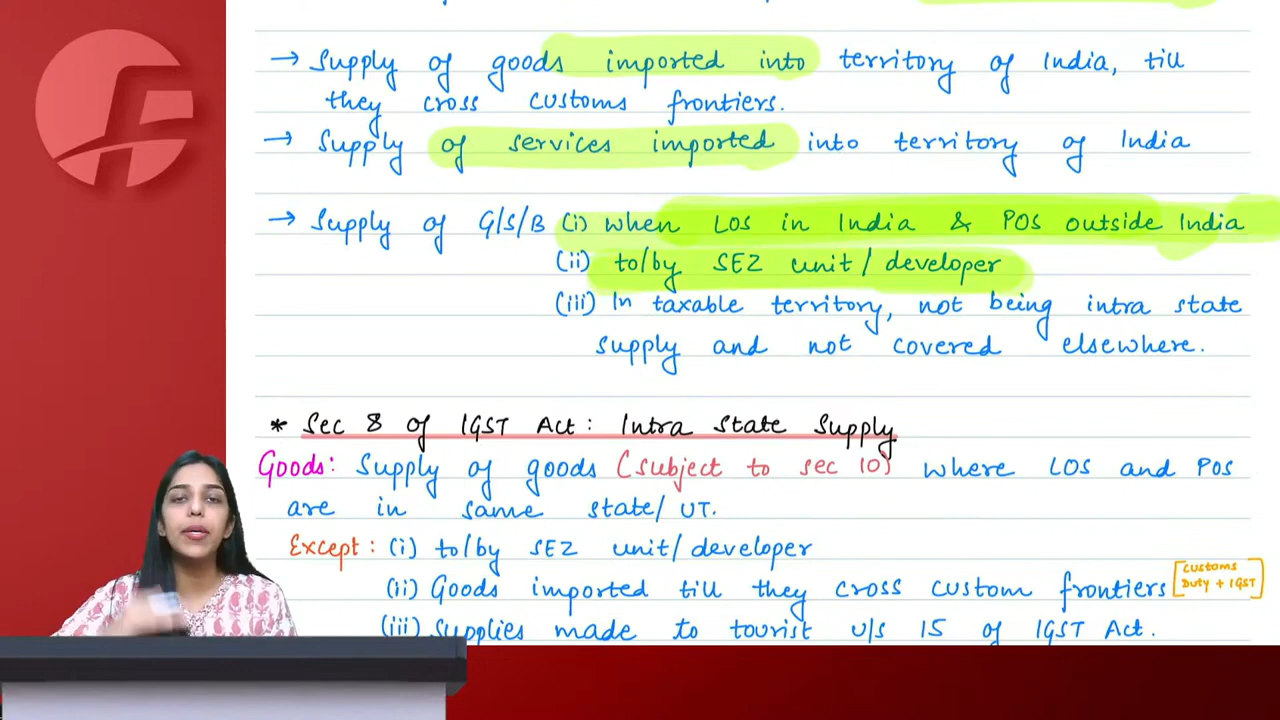 → Supply of goods imported into territory of India, till
they cross customs frontiers.
→ Supply of services imported into territory of India
→ Supply of G/S/B (i) when LOS in India & POS outside India
(ii) to/by SEZ unit/developer
(iii) In taxable territory, not being intra state
supply and not covered elsewhere.
* Sec 8 of IGST Act: Intra State Supply
Goods: Supply of goods (subject to sec 10) where LOS and POS
are in same state/UT.
Except: (i) to/by SEZ unit/developer
(ii) Goods imported till they cross custom frontiers [Customs
Duty + IGST]
(iii) Supplies made to tourist u/s 15 of IGST Act.